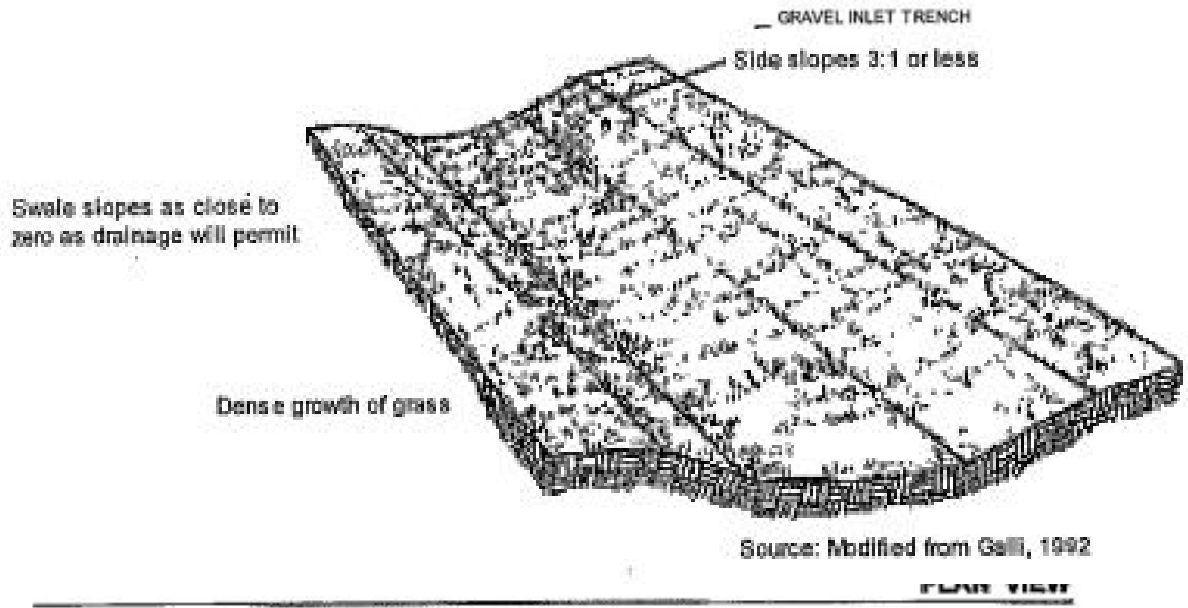 GRAVEL INLET TRENCH
Side slopes 3:1 or less
Swale slopes as close to
zero as drainage will permit
Dense growth of grass
Source: Modified from Galli, 1992
PLAN VIEW